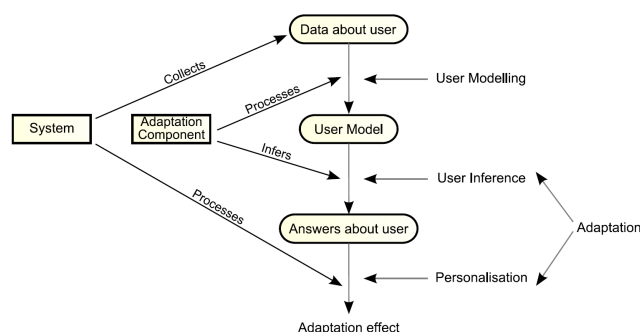 Data about user
Collects
User Modelling
Processes
System
Adaptation
Component
User Model
Infers
User Inference
Processes
Answers about user
Adaptation
Personalisation
Adaptation effect